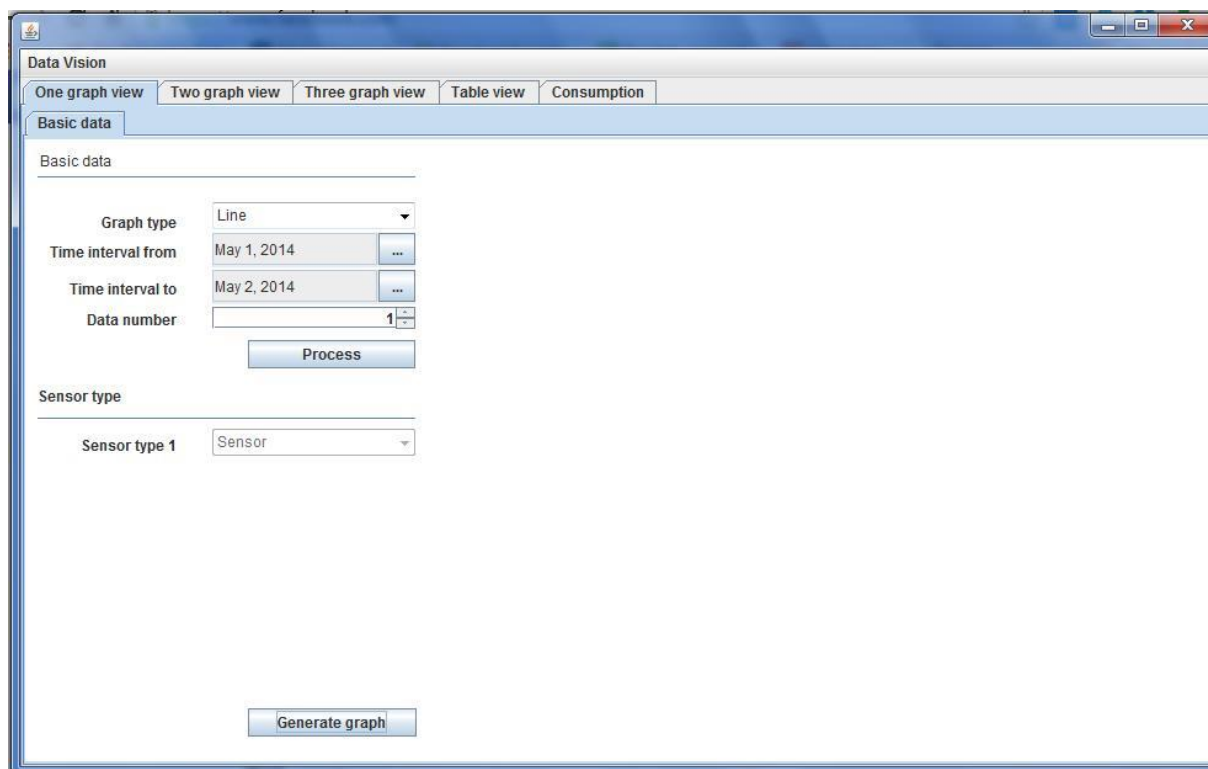 Data Vision
One graph view Two graph view Three graph view Table view Consumption
Basic data
Basic data
Graph type Line
Time interval from May 1, 2014 ...
Time interval to May 2, 2014 ...
Data number 1
Process
Sensor type
Sensor type 1 Sensor
Generate graph